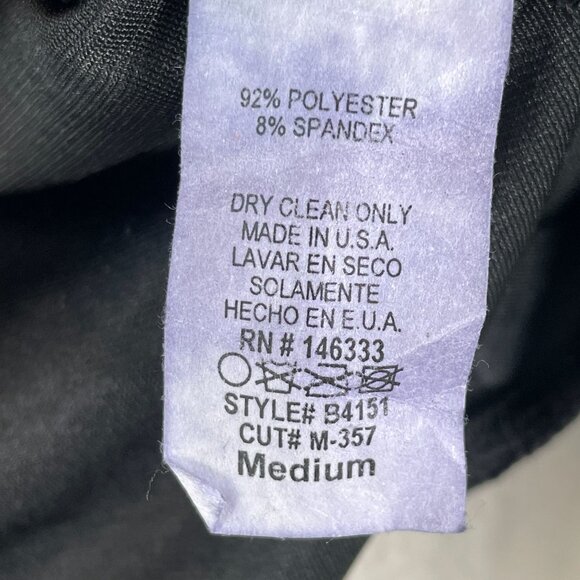 92% POLYESTER
8% SPANDEX
DRY CLEAN ONLY
MADE IN U.S.A.
LAVAR EN SECO
SOLAMENTE
HECHO EN E.U.A.
RN # 146333
STYLE# B4151
CUT# M-357
Medium